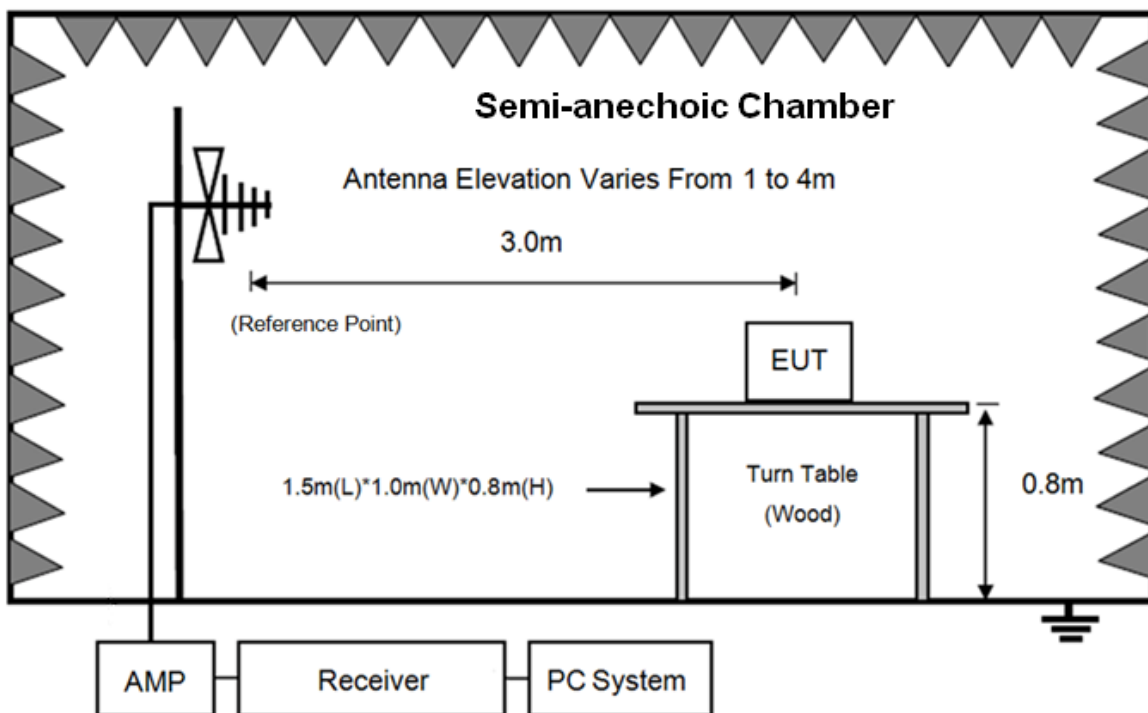 Semi-anechoic Chamber
Antenna Elevation Varies From 1 to 4m
3.0m
(Reference Point)
EUT
1.5m(L)*1.0m(W)*0.8m(H)
Turn Table
(Wood)
0.8m
AMP
Receiver
PC System